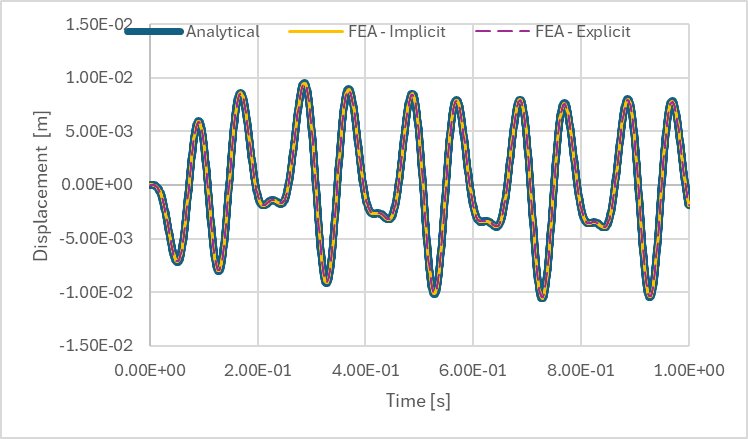 1.50E-02
Analytical FEA - Implicit FEA - Explicit
1.00E-02
5.00E-03
0.00E+00
-5.00E-03
-1.00E-02
-1.50E-02
Displacement [m]
0.00E+00 2.00E-01 4.00E-01 6.00E-01 8.00E-01 1.00E+00
Time [s]